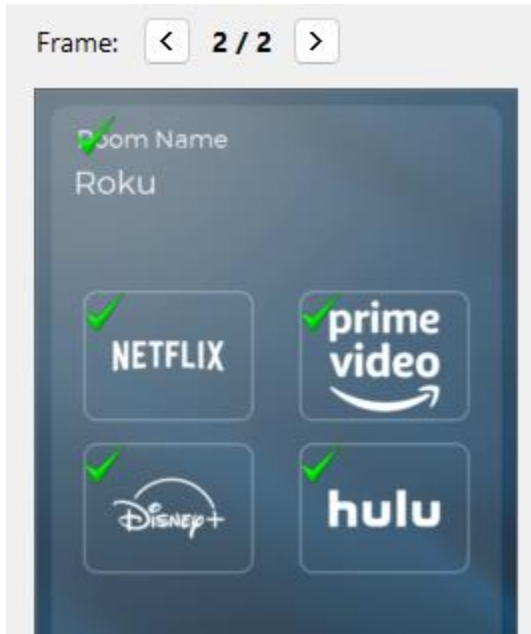 Frame: < 2 / 2 >
Room Name
Roku
NETFLIX
prime video
Disney+
hulu